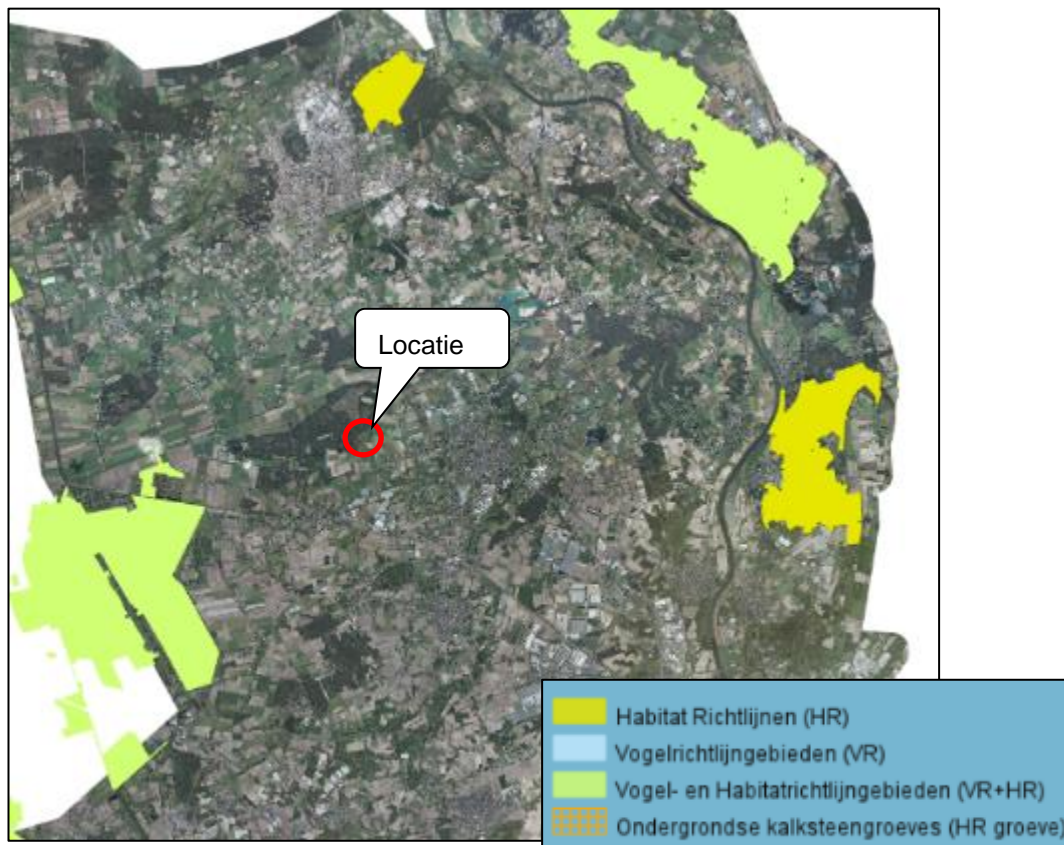 Locatie
Habitat Richtlijnen (HR)
Vogelrichtlijngebieden (VR)
Vogel- en Habitatrichtlijngebieden (VR+HR)
Ondergrondse kalksteengroeves (HR groeve)